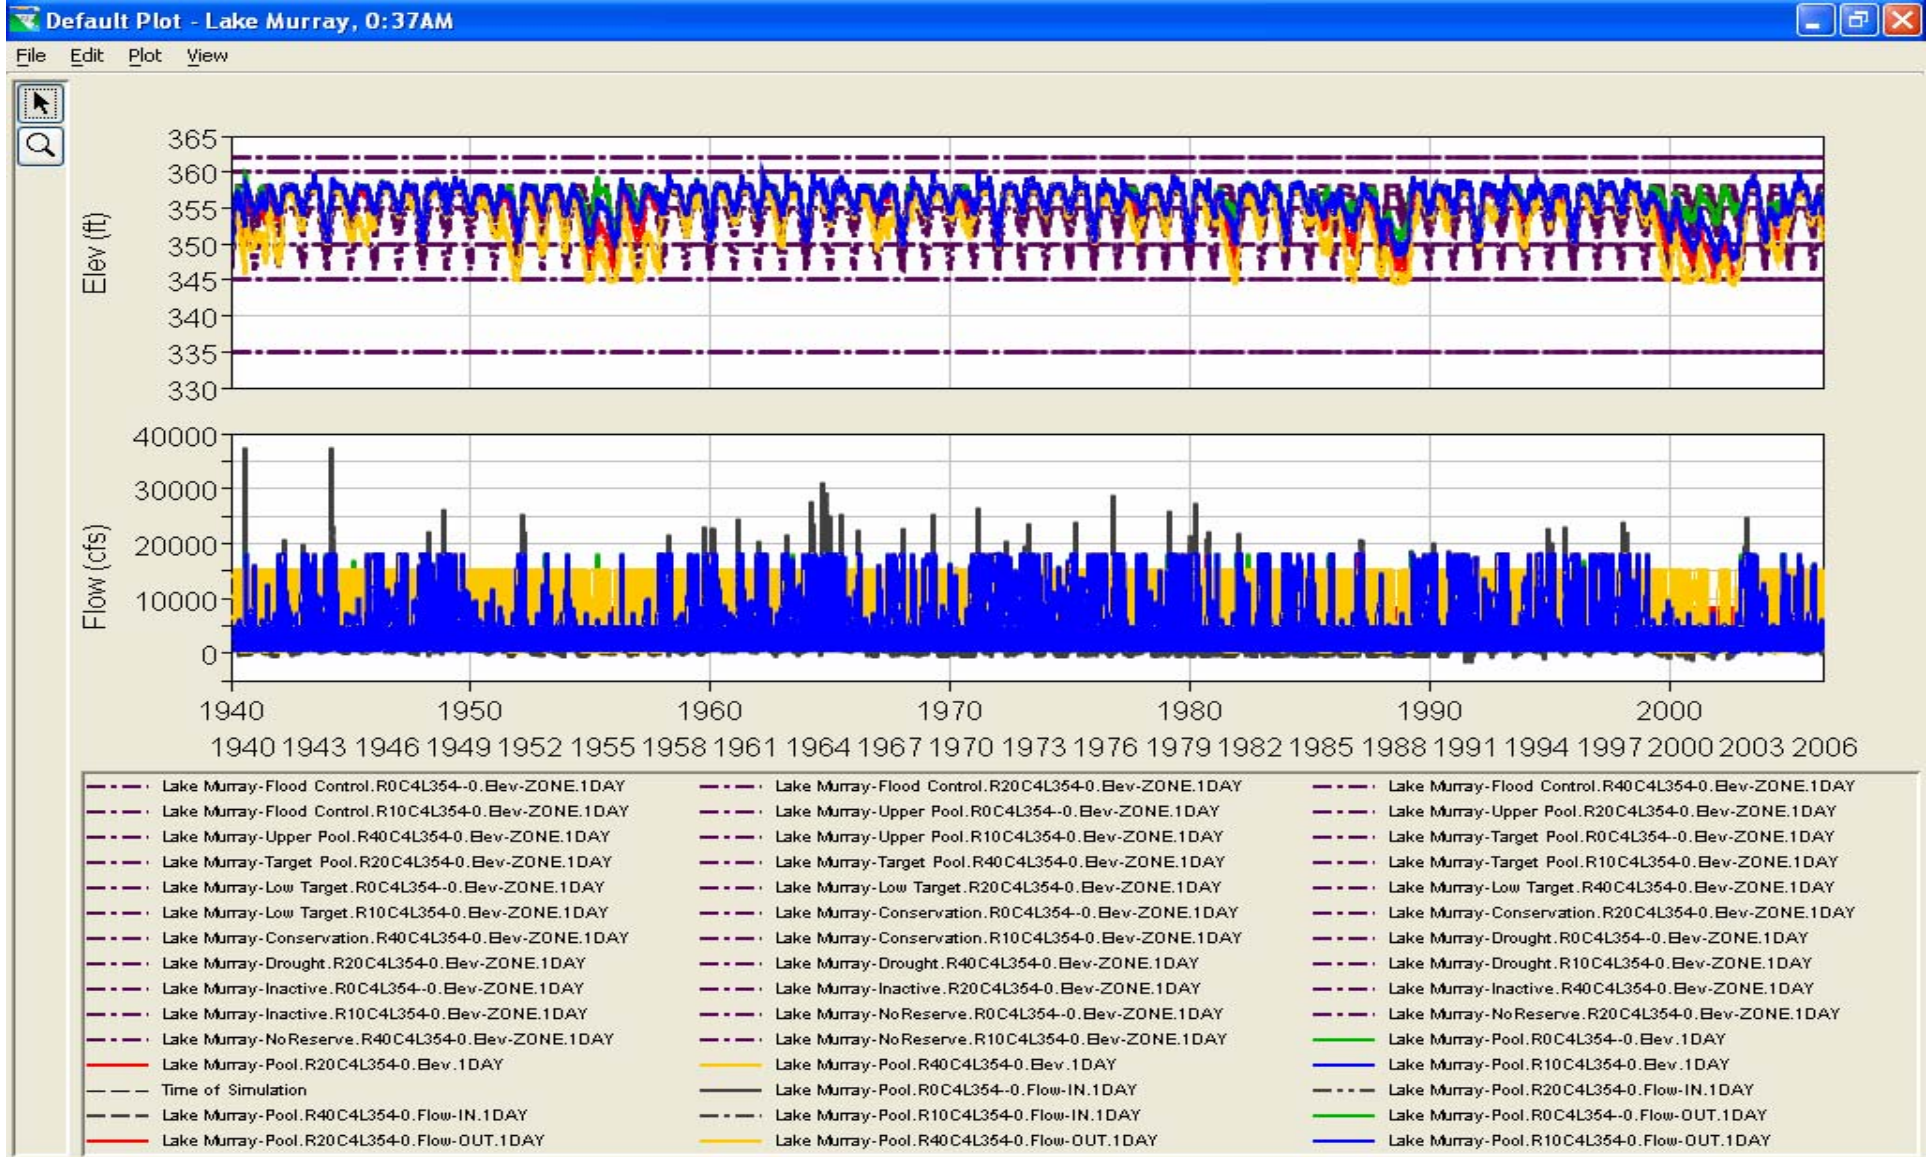 Default Plot - Lake Murray, 0:37AM
File Edit Plot View
365
360
355
350
345
340
335
330
Elev (ft)
40000
30000
20000
10000
0
Flow (cfs)
1940 1950 1960 1970 1980 1990 2000
1940 1943 1946 1949 1952 1955 1958 1961 1964 1967 1970 1973 1976 1979 1982 1985 1988 1991 1994 1997 2000 2003 2006
Lake Murray-Flood Control.R0C4L354--0.Elev-ZONE.1DAY Lake Murray-Flood Control.R20C4L354-0.Elev-ZONE.1DAY Lake Murray-Flood Control.R40C4L354-0.Elev-ZONE.1DAY
Lake Murray-Flood Control.R10C4L354-0.Elev-ZONE.1DAY Lake Murray-Upper Pool.R0C4L354--0.Elev-ZONE.1DAY Lake Murray-Upper Pool.R20C4L354-0.Elev-ZONE.1DAY
Lake Murray-Upper Pool.R40C4L354-0.Elev-ZONE.1DAY Lake Murray-Upper Pool.R10C4L354-0.Elev-ZONE.1DAY Lake Murray-Target Pool.R0C4L354--0.Elev-ZONE.1DAY
Lake Murray-Target Pool.R20C4L354-0.Elev-ZONE.1DAY Lake Murray-Target Pool.R40C4L354-0.Elev-ZONE.1DAY Lake Murray-Target Pool.R10C4L354-0.Elev-ZONE.1DAY
Lake Murray-Low Target.R0C4L354--0.Elev-ZONE.1DAY Lake Murray-Low Target.R20C4L354-0.Elev-ZONE.1DAY Lake Murray-Low Target.R40C4L354-0.Elev-ZONE.1DAY
Lake Murray-Low Target.R10C4L354-0.Elev-ZONE.1DAY Lake Murray-Conservation.R0C4L354--0.Elev-ZONE.1DAY Lake Murray-Conservation.R20C4L354-0.Elev-ZONE.1DAY
Lake Murray-Conservation.R40C4L354-0.Elev-ZONE.1DAY Lake Murray-Conservation.R10C4L354-0.Elev-ZONE.1DAY Lake Murray-Drought.R0C4L354--0.Elev-ZONE.1DAY
Lake Murray-Drought.R20C4L354-0.Elev-ZONE.1DAY Lake Murray-Drought.R40C4L354-0.Elev-ZONE.1DAY Lake Murray-Drought.R10C4L354-0.Elev-ZONE.1DAY
Lake Murray-Inactive.R0C4L354--0.Elev-ZONE.1DAY Lake Murray-Inactive.R20C4L354-0.Elev-ZONE.1DAY Lake Murray-Inactive.R40C4L354-0.Elev-ZONE.1DAY
Lake Murray-Inactive.R10C4L354-0.Elev-ZONE.1DAY Lake Murray-NoReserve.R0C4L354--0.Elev-ZONE.1DAY Lake Murray-NoReserve.R20C4L354-0.Elev-ZONE.1DAY
Lake Murray-NoReserve.R40C4L354-0.Elev-ZONE.1DAY Lake Murray-NoReserve.R10C4L354-0.Elev-ZONE.1DAY Lake Murray-Pool.R0C4L354--0.Elev.1DAY
Lake Murray-Pool.R20C4L354-0.Elev.1DAY Lake Murray-Pool.R40C4L354-0.Elev.1DAY Lake Murray-Pool.R10C4L354-0.Elev.1DAY
Time of Simulation Lake Murray-Pool.R0C4L354--0.Flow-IN.1DAY Lake Murray-Pool.R20C4L354-0.Flow-IN.1DAY
Lake Murray-Pool.R40C4L354-0.Flow-IN.1DAY Lake Murray-Pool.R10C4L354-0.Flow-IN.1DAY Lake Murray-Pool.R0C4L354--0.Flow-OUT.1DAY
Lake Murray-Pool.R20C4L354-0.Flow-OUT.1DAY Lake Murray-Pool.R40C4L354-0.Flow-OUT.1DAY Lake Murray-Pool.R10C4L354-0.Flow-OUT.1DAY